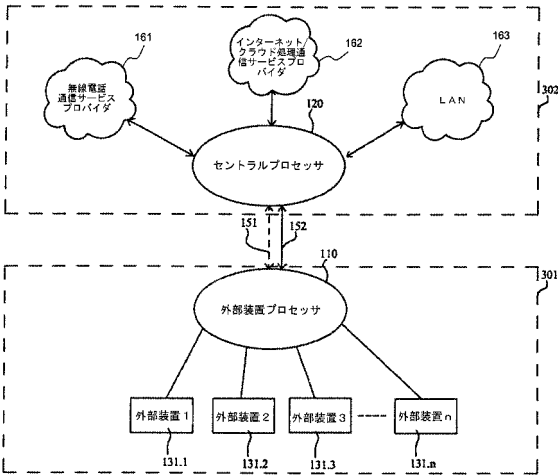 161
無線電話
通信サービス
プロバイダ
インターネット
クラウド処理通
信サービスプロ
バイダ
162
163
LAN
302
120
セントラルプロセッサ
151
152
110
301
外部装置プロセッサ
外部装置1
外部装置2
外部装置3
外部装置n
131.1
131.2
131.3
131.n